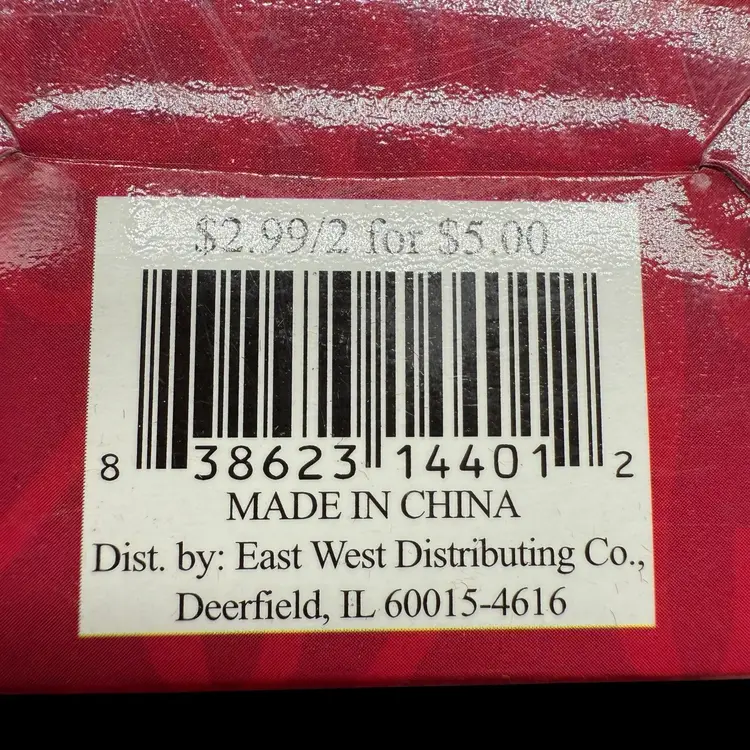 $2.99/2 for $5.00
8 38623 14401 2
MADE IN CHINA
Dist. by: East West Distributing Co.,
Deerfield, IL 60015-4616